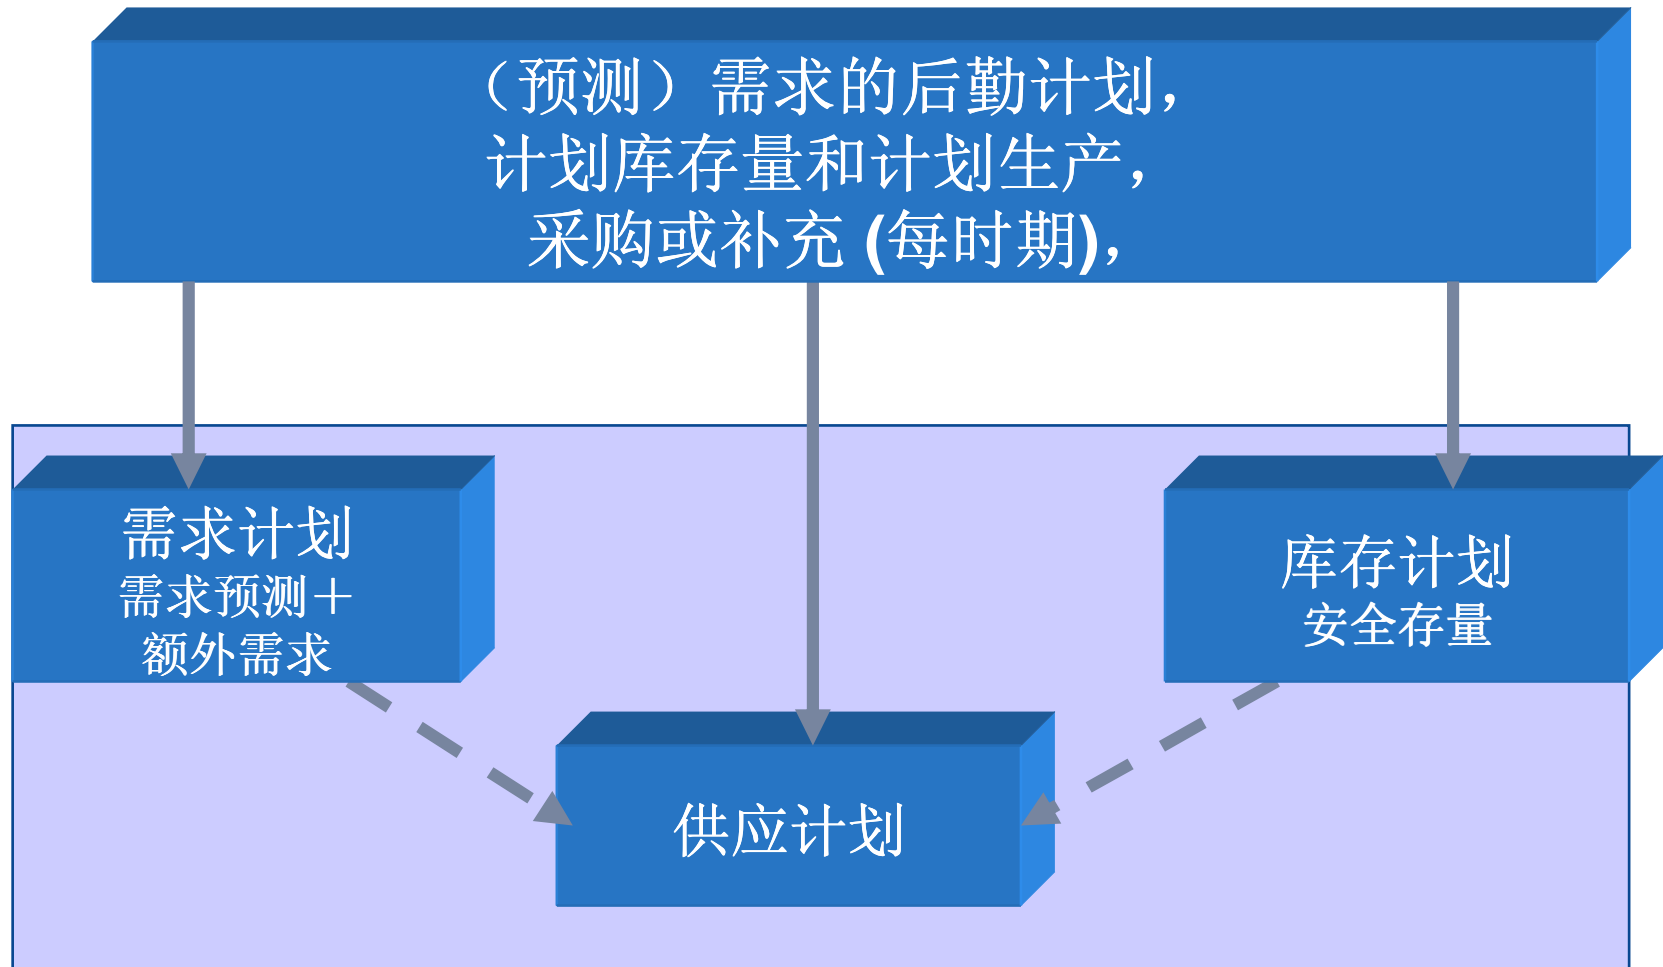 （预测）需求的后勤计划，
计划库存量和计划生产，
采购或补充 (每时期)，
需求计划
需求预测＋
额外需求
库存计划
安全存量
供应计划